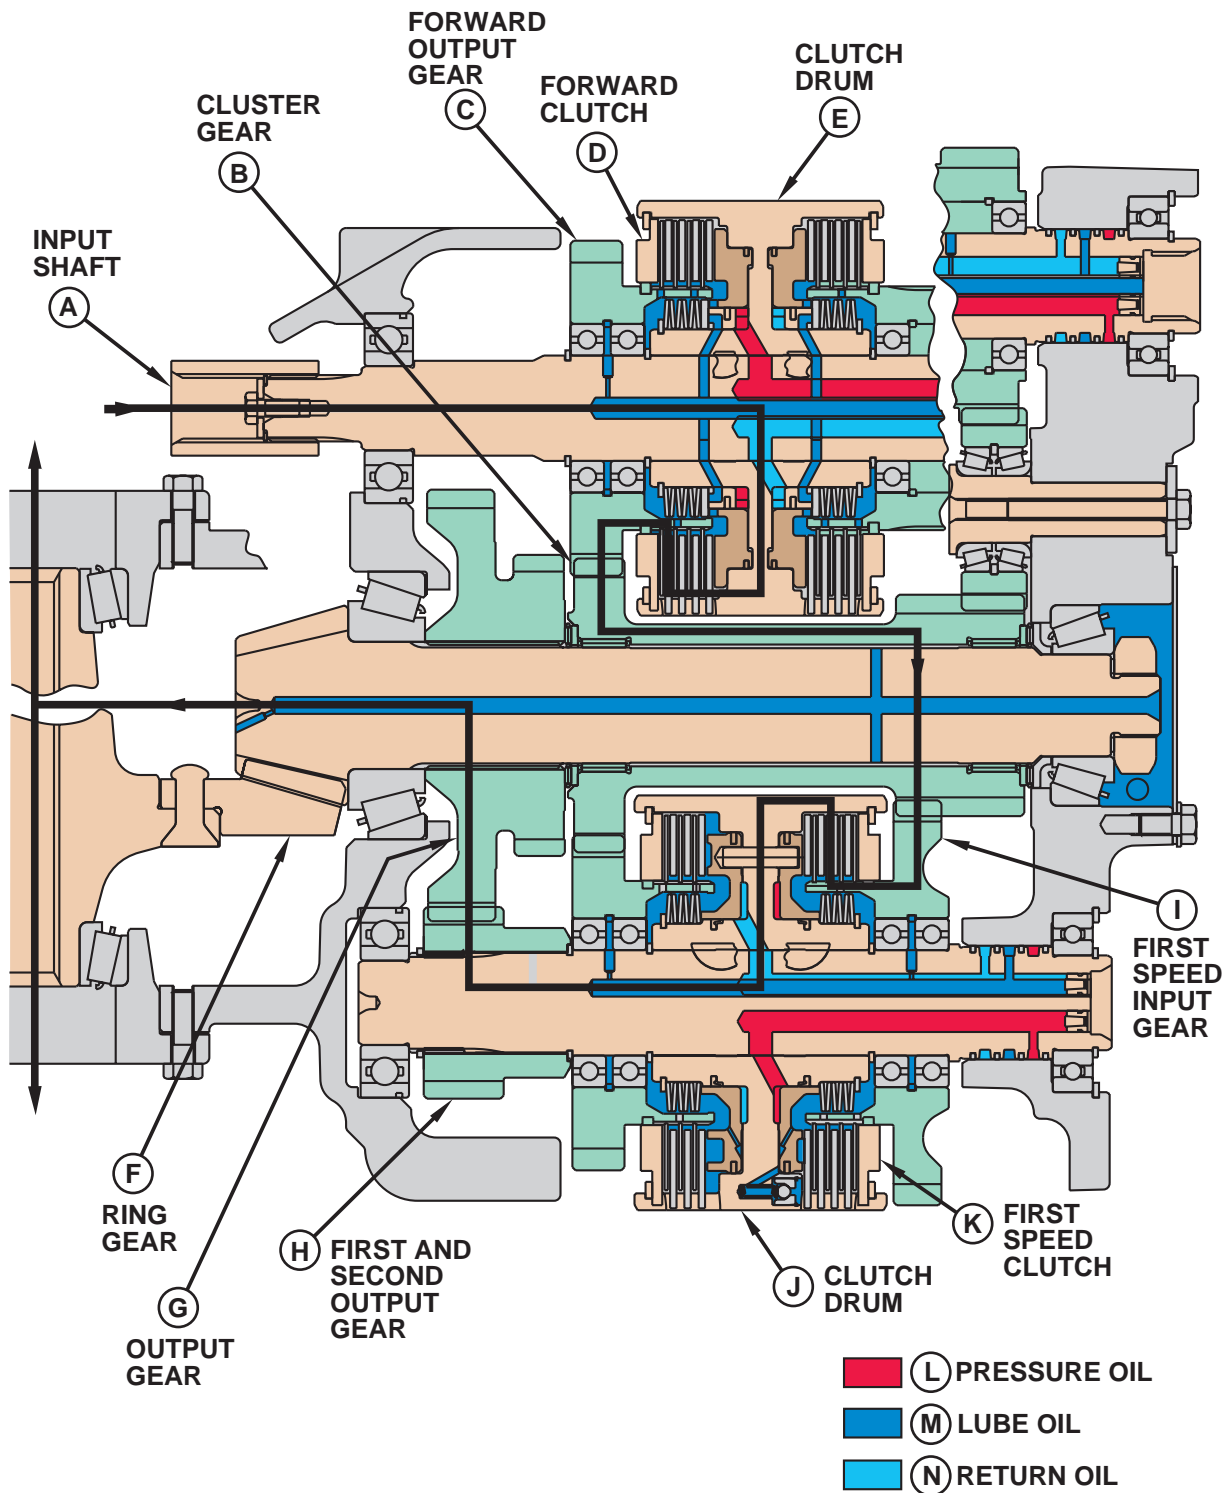 FORWARD
OUTPUT
GEAR
C
CLUTCH
DRUM
E
FORWARD
CLUTCH
D
CLUSTER
GEAR
B
INPUT
SHAFT
A
I
FIRST
SPEED
INPUT
GEAR
F
RING
GEAR
G
OUTPUT
GEAR
H
FIRST AND
SECOND
OUTPUT
GEAR
J
CLUTCH
DRUM
K
FIRST
SPEED
CLUTCH
L PRESSURE OIL
M LUBE OIL
N RETURN OIL